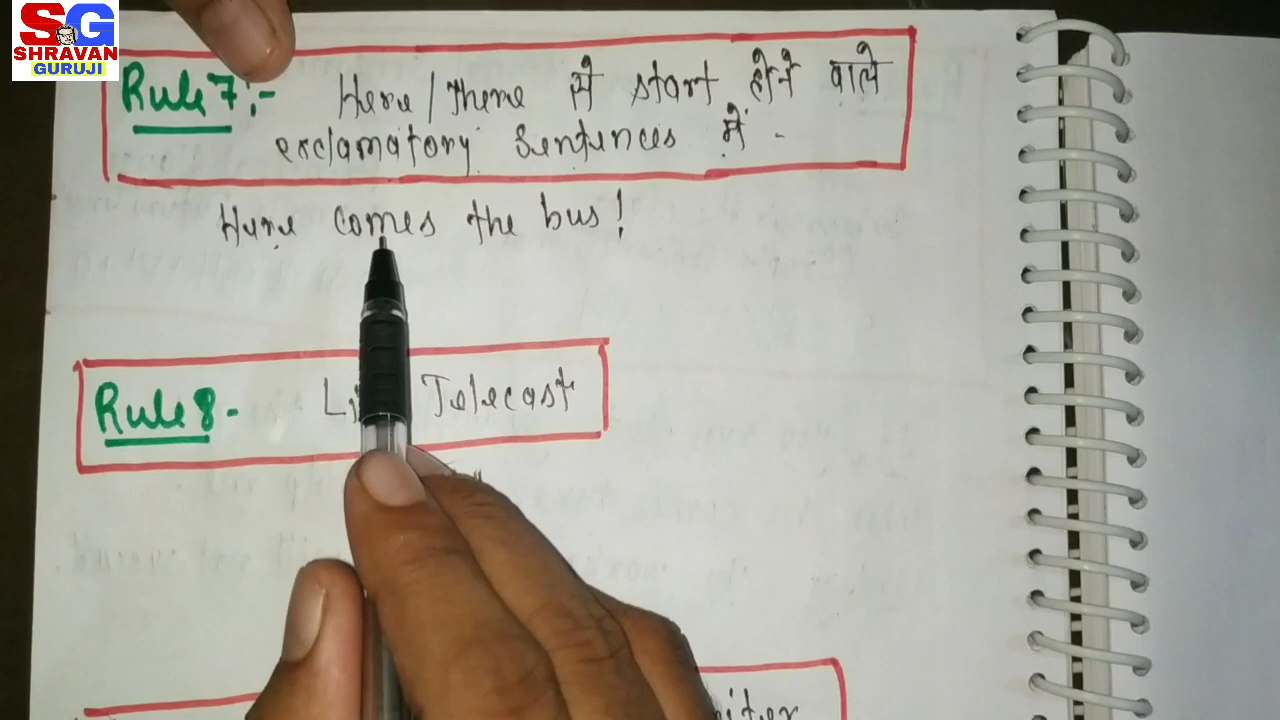 SG
SHRAVAN
GURUJI
Rule 7:- Here/There से start होने वाले
exclamatory sentences में -
Here comes the bus!
Rule 8- Telecast